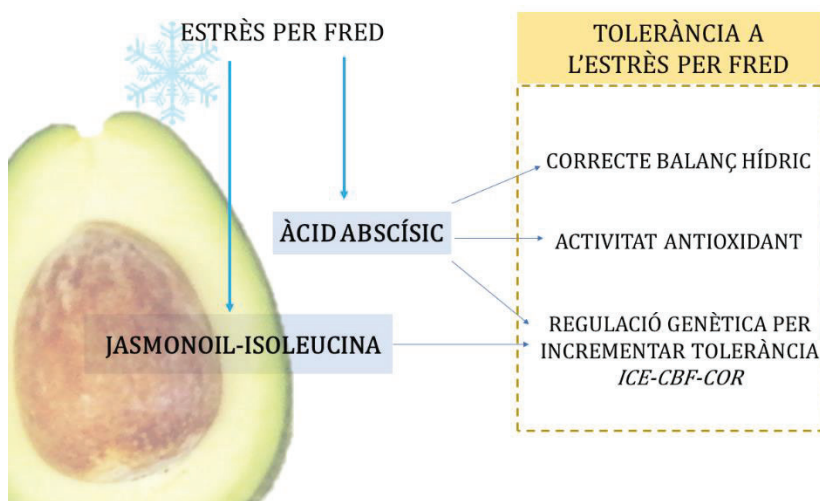 ESTRÈS PER FRED
TOLERÀNCIA A
L’ESTRÈS PER FRED
CORRECTE BALANÇ HÍDRIC
ÀCID ABSCÍSIC
ACTIVITAT ANTIOXIDANT
JASMONOIL-ISOLEUCINA
REGULACIÓ GENÈTICA PER
INCREMENTAR TOLERÀNCIA
ICE-CBF-COR